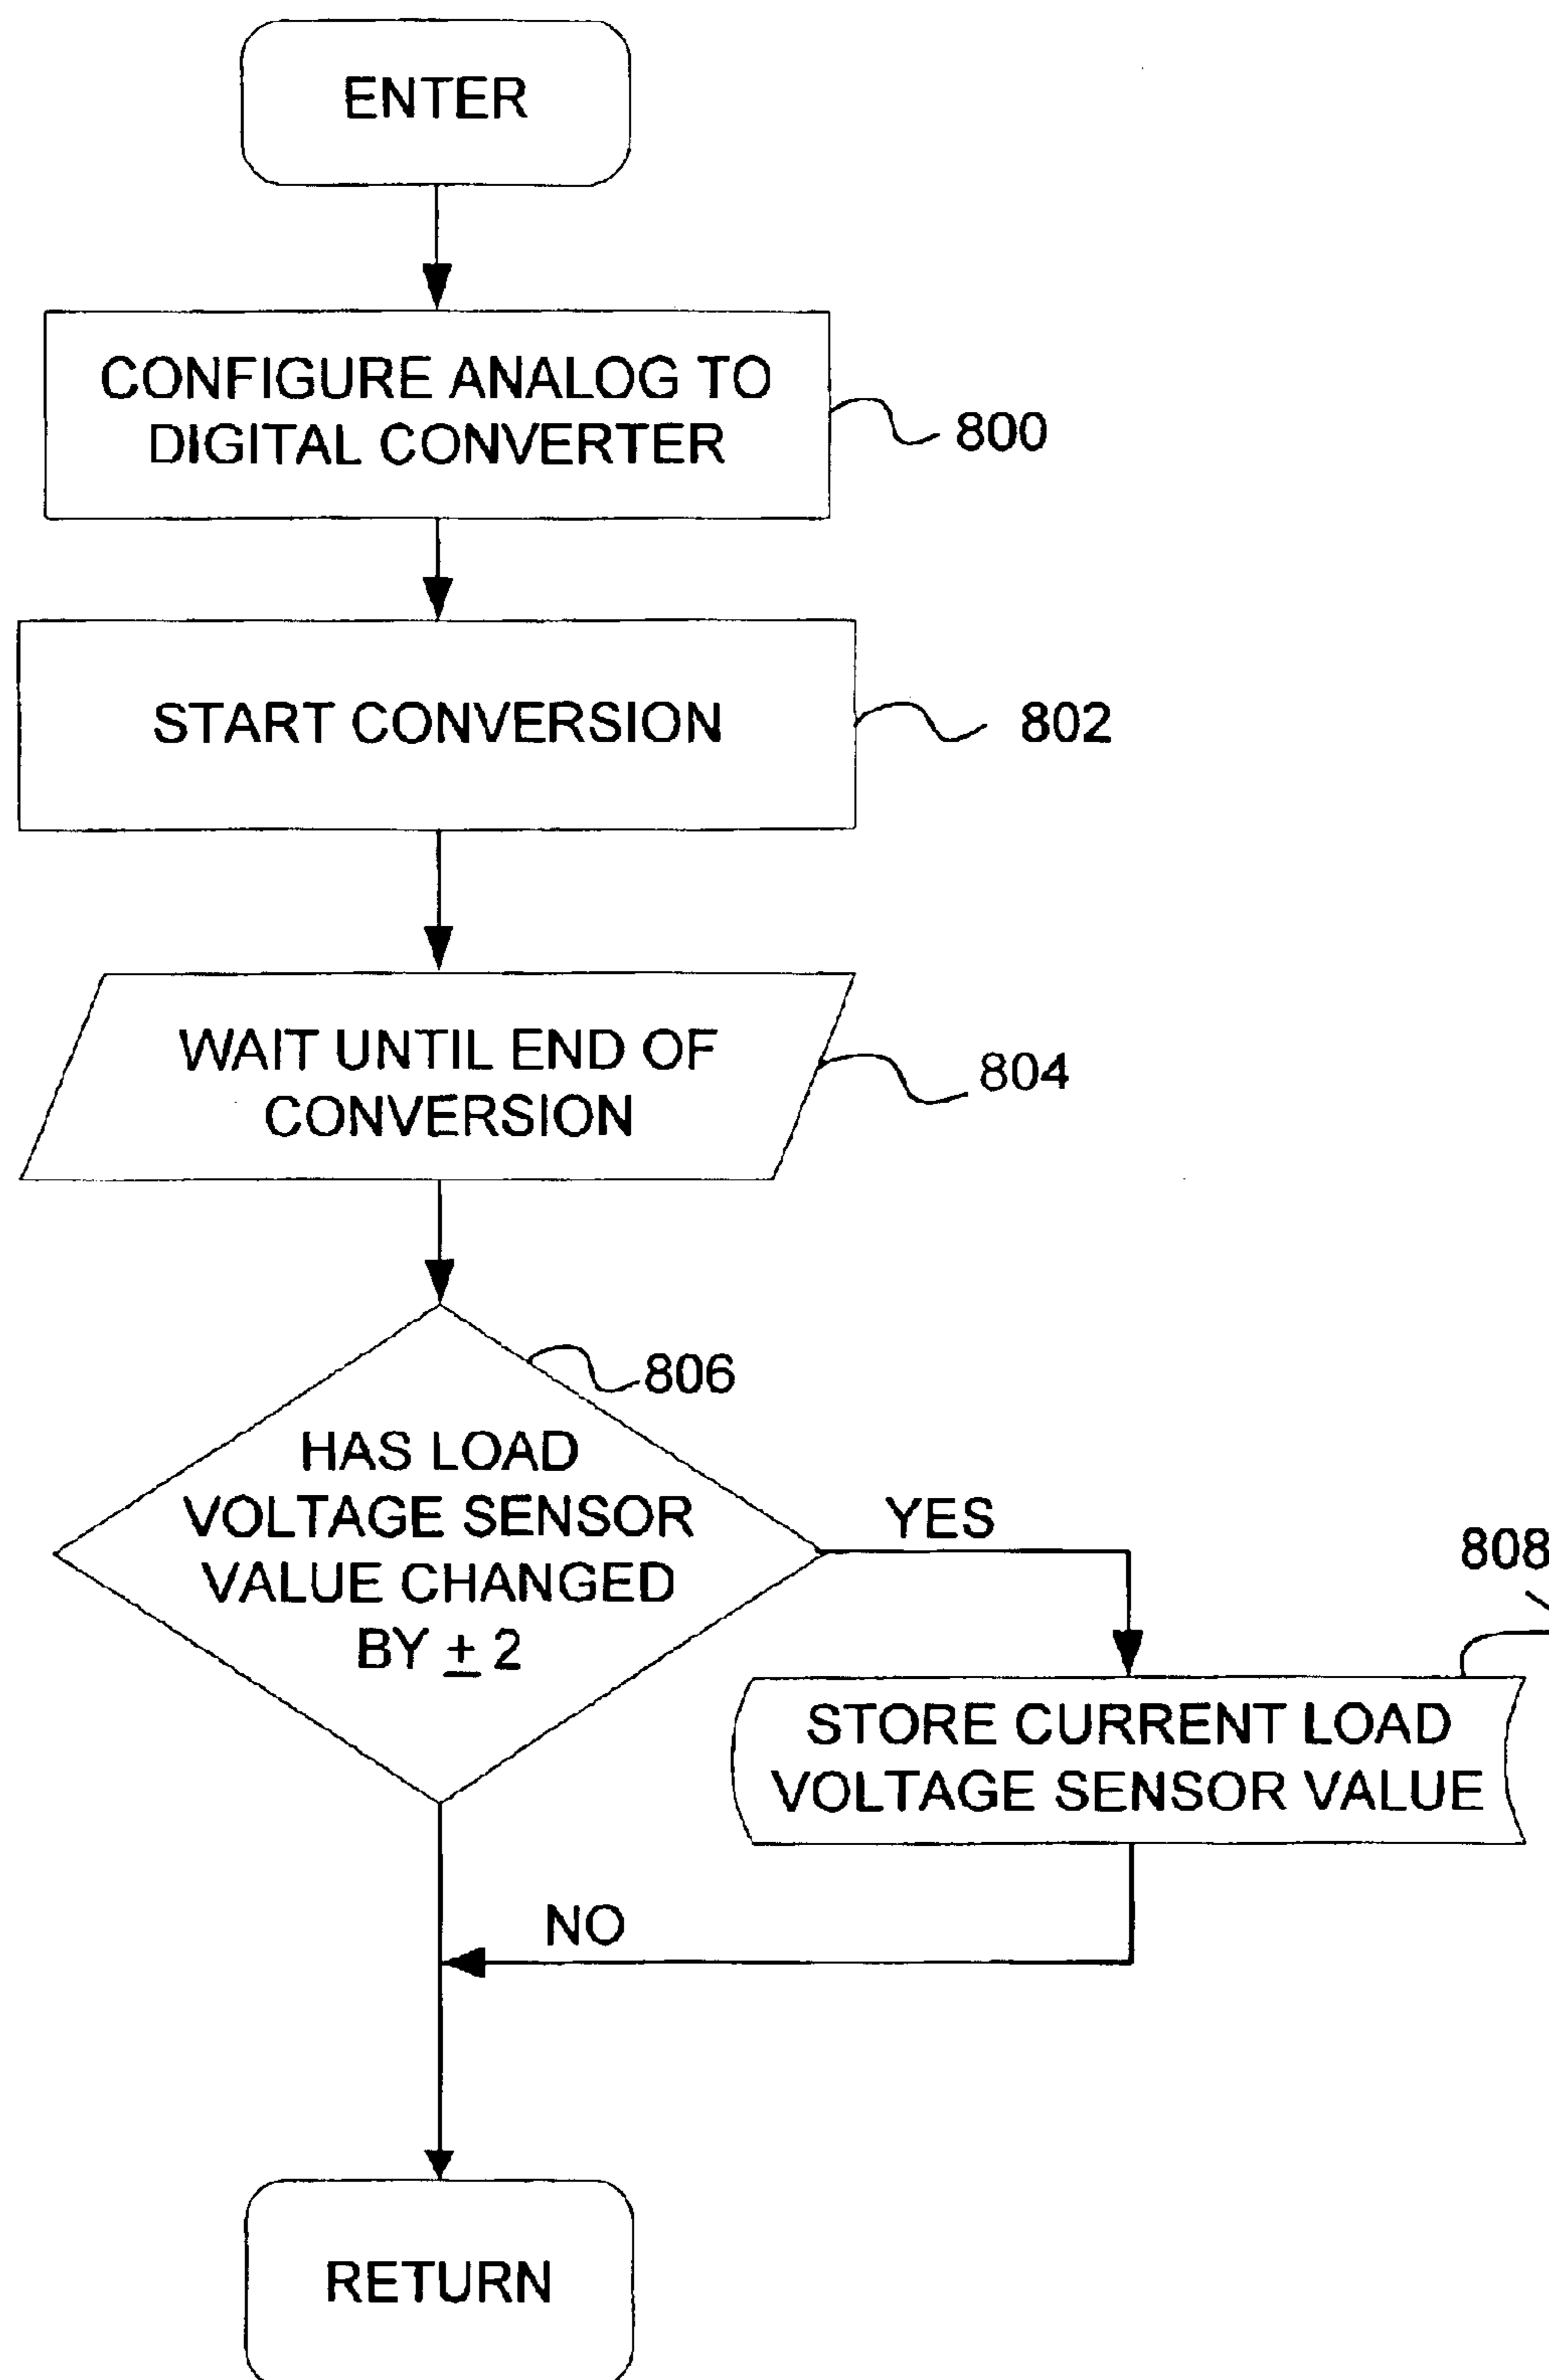 ENTER
CONFIGURE ANALOG TO
DIGITAL CONVERTER
800
START CONVERSION
802
WAIT UNTIL END OF
CONVERSION
804
806
HAS LOAD
VOLTAGE SENSOR
VALUE CHANGED
BY ± 2
YES
808
STORE CURRENT LOAD
VOLTAGE SENSOR VALUE
NO
RETURN